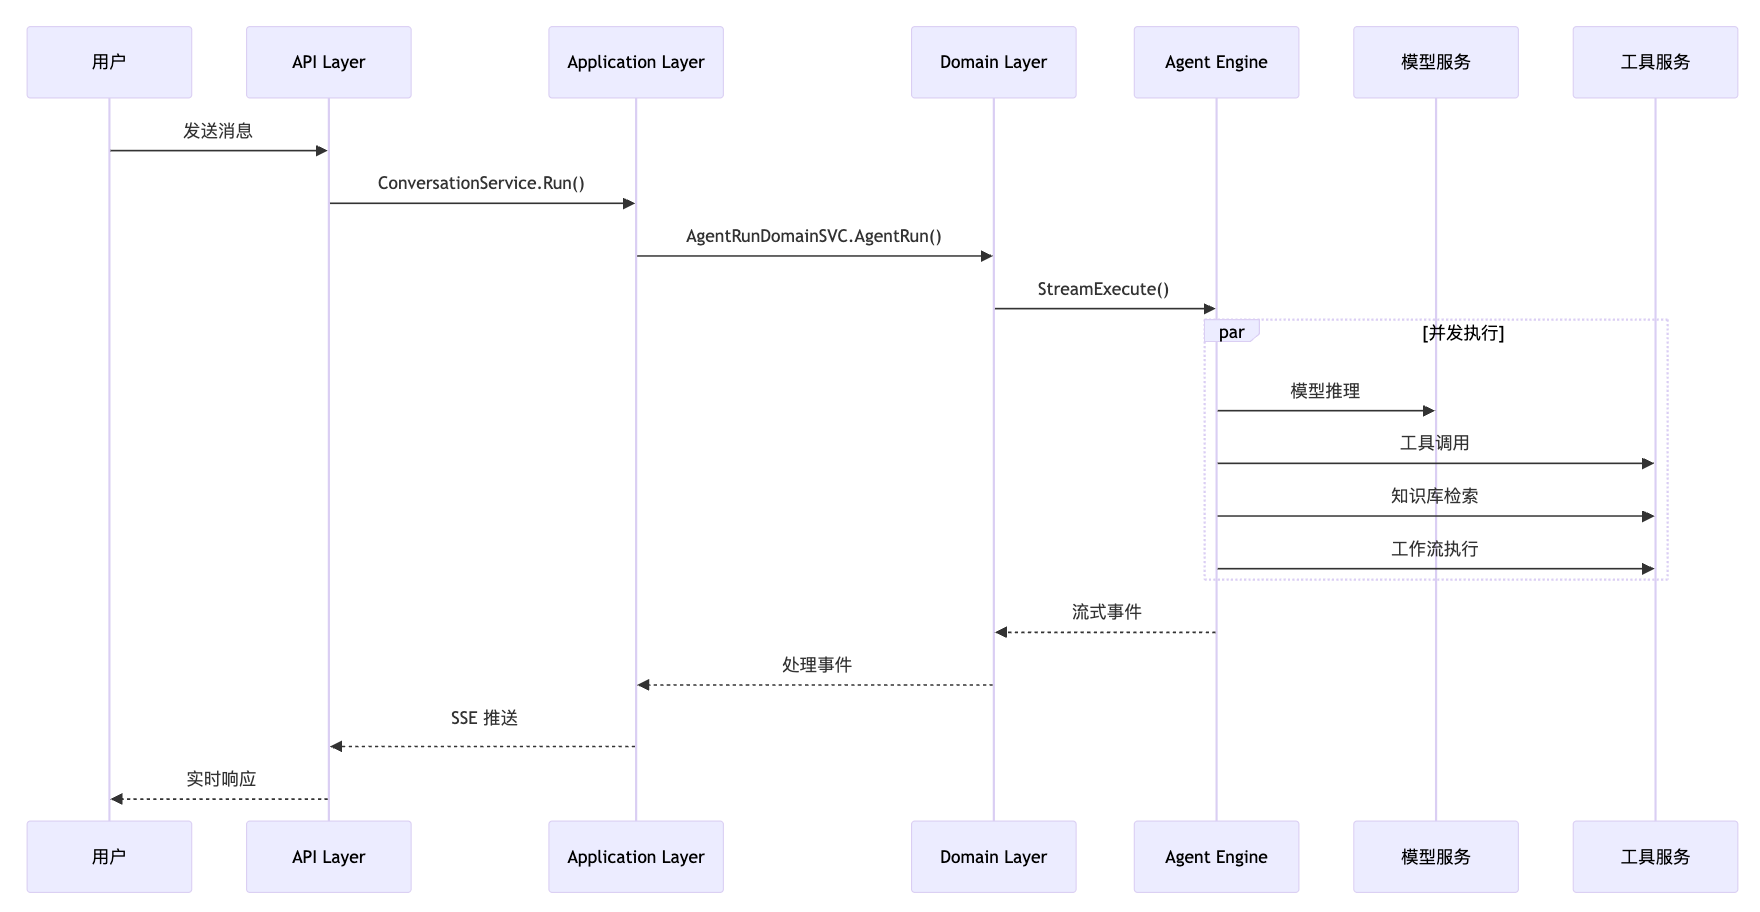 用户
API Layer
Application Layer
Domain Layer
Agent Engine
模型服务
工具服务
发送消息
ConversationService.Run()
AgentRunDomainSVC.AgentRun()
StreamExecute()
par
[并发执行]
模型推理
工具调用
知识库检索
工作流执行
流式事件
处理事件
SSE 推送
实时响应
用户
API Layer
Application Layer
Domain Layer
Agent Engine
模型服务
工具服务